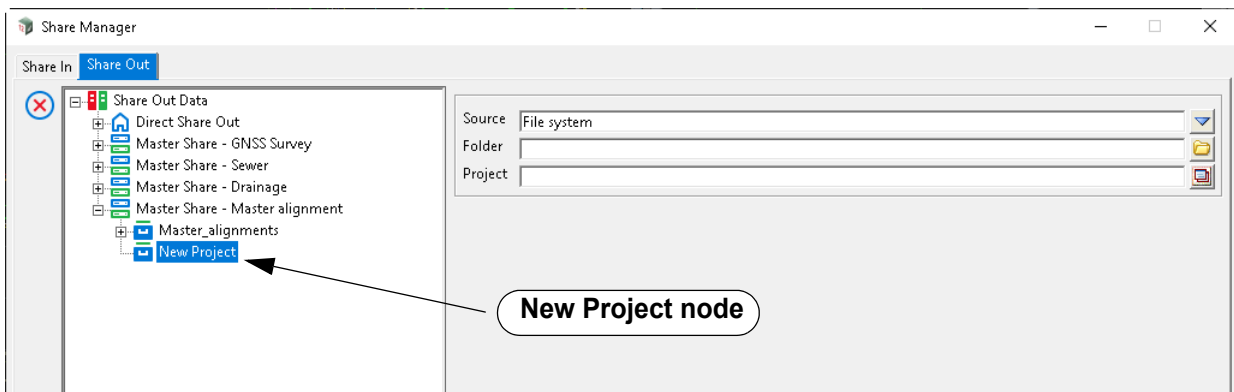 Share Manager
Share In
Share Out
Share Out Data
Direct Share Out
Master Share - GNSS Survey
Master Share - Sewer
Master Share - Drainage
Master Share - Master alignment
Master_alignments
New Project
Source File system
Folder
Project
New Project node